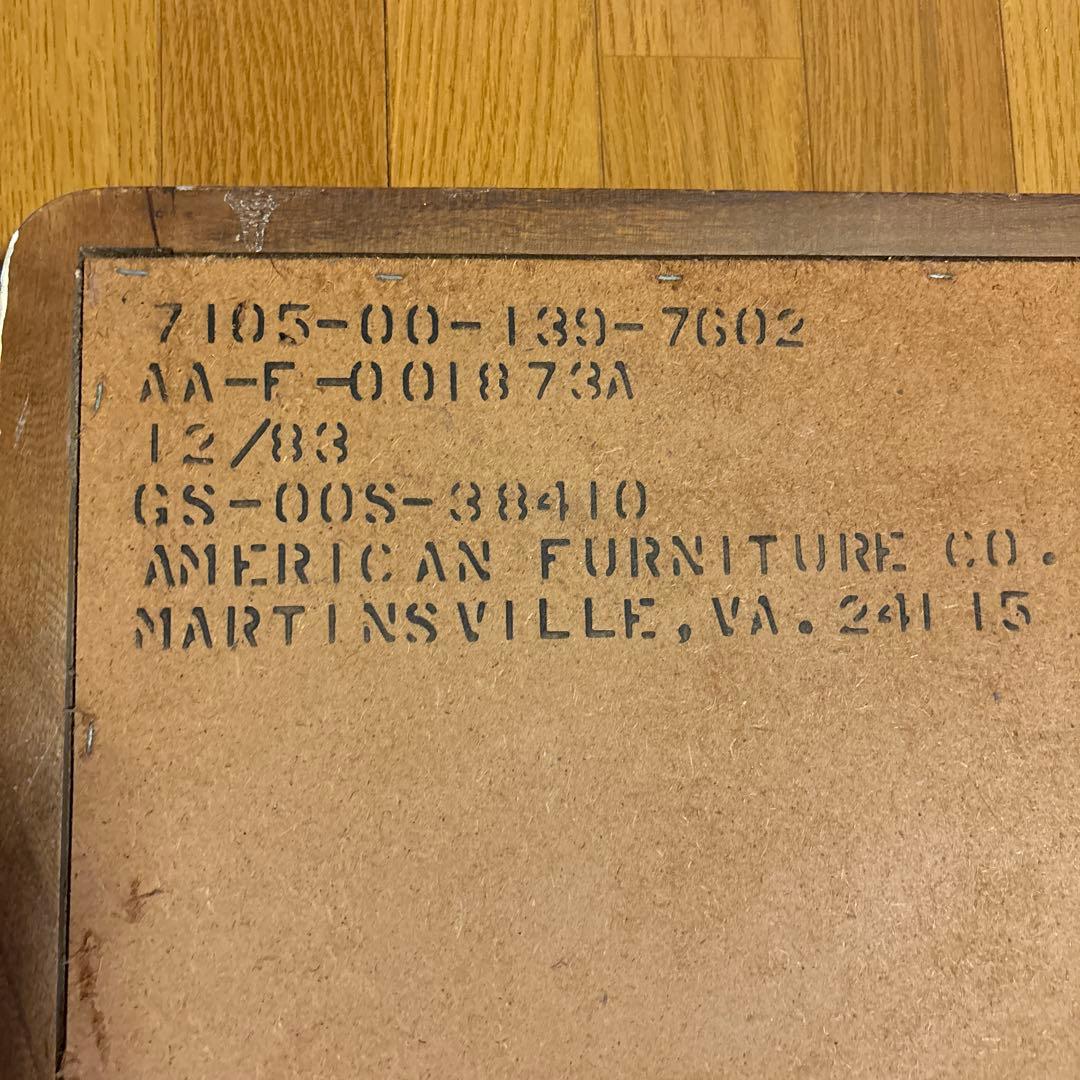 7105-00-139-7602
AA-F-001873A
12/83
GS-00S-38410
AMERICAN FURNITURE CO.
MARTINSVILLE, VA. 24115